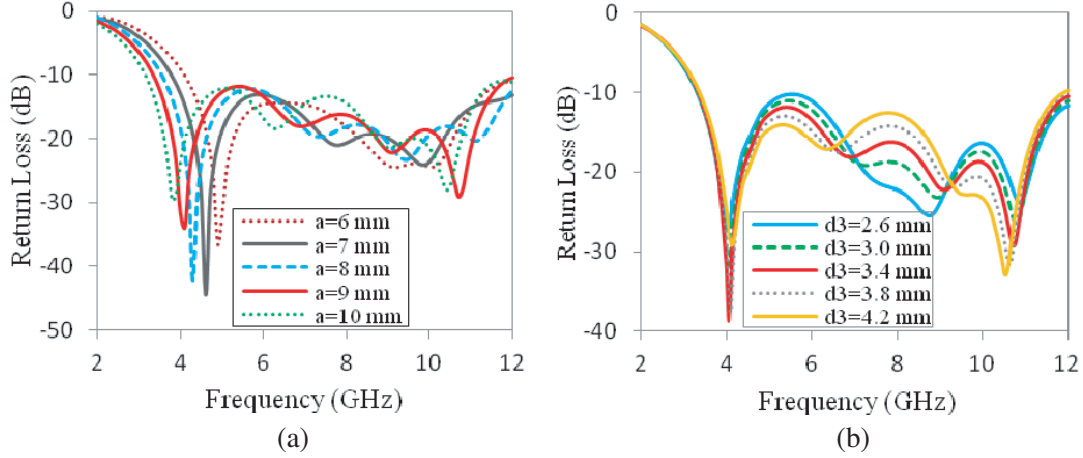 0
-10
-20
-30
-40
-50
Return Loss (dB)
a=6 mm
a=7 mm
a=8 mm
a=9 mm
a=10 mm
2 4 6 8 10 12
Frequency (GHz)
(a)
0
-10
-20
-30
-40
Return Loss (dB)
d3=2.6 mm
d3=3.0 mm
d3=3.4 mm
d3=3.8 mm
d3=4.2 mm
2 4 6 8 10 12
Frequency (GHz)
(b)